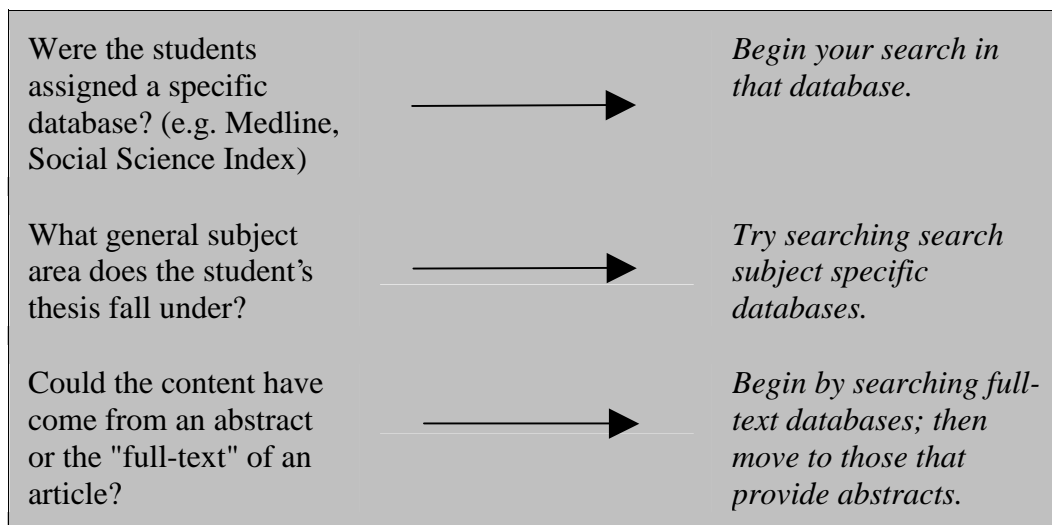 Were the students
assigned a specific
database? (e.g. Medline,
Social Science Index)
Begin your search in
that database.
What general subject
area does the student’s
thesis fall under?
Try searching search
subject specific
databases.
Could the content have
come from an abstract
or the "full-text" of an
article?
Begin by searching full-
text databases; then
move to those that
provide abstracts.